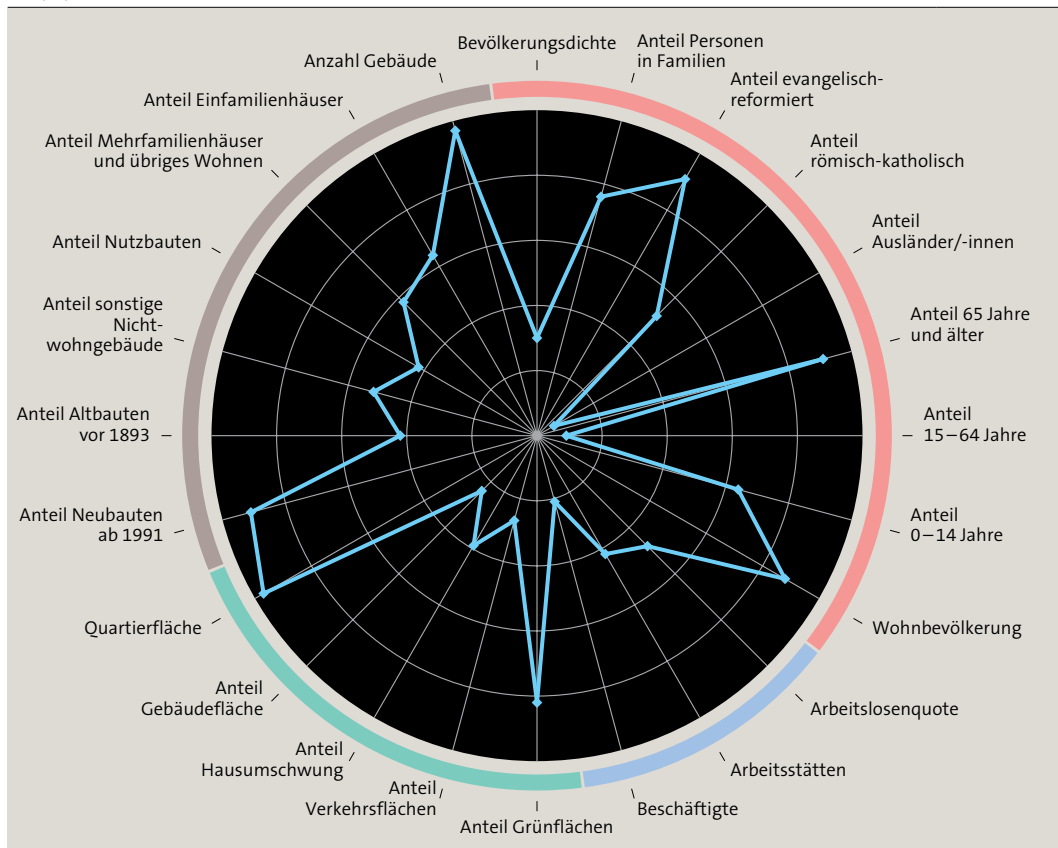 Bevölkerungsdichte
Anteil Personen
in Familien
Anteil evangelisch-
reformiert
Anteil
römisch-katholisch
Anteil
Ausländer/-innen
Anteil 65 Jahre
und älter
Anteil
15–64 Jahre
Anteil
0–14 Jahre
Wohnbevölkerung
Arbeitslosenquote
Arbeitsstätten
Beschäftigte
Anteil Grünflächen
Anteil
Verkehrsflächen
Anteil
Hausumschwung
Anteil
Gebäudefläche
Quartierfläche
Anteil Neubauten
ab 1991
Anteil Altbauten
vor 1893
Anteil sonstige
Nicht-
wohngebäude
Anteil Nutzbauten
Anteil Mehrfamilienhäuser
und übriges Wohnen
Anteil Einfamilienhäuser
Anzahl Gebäude